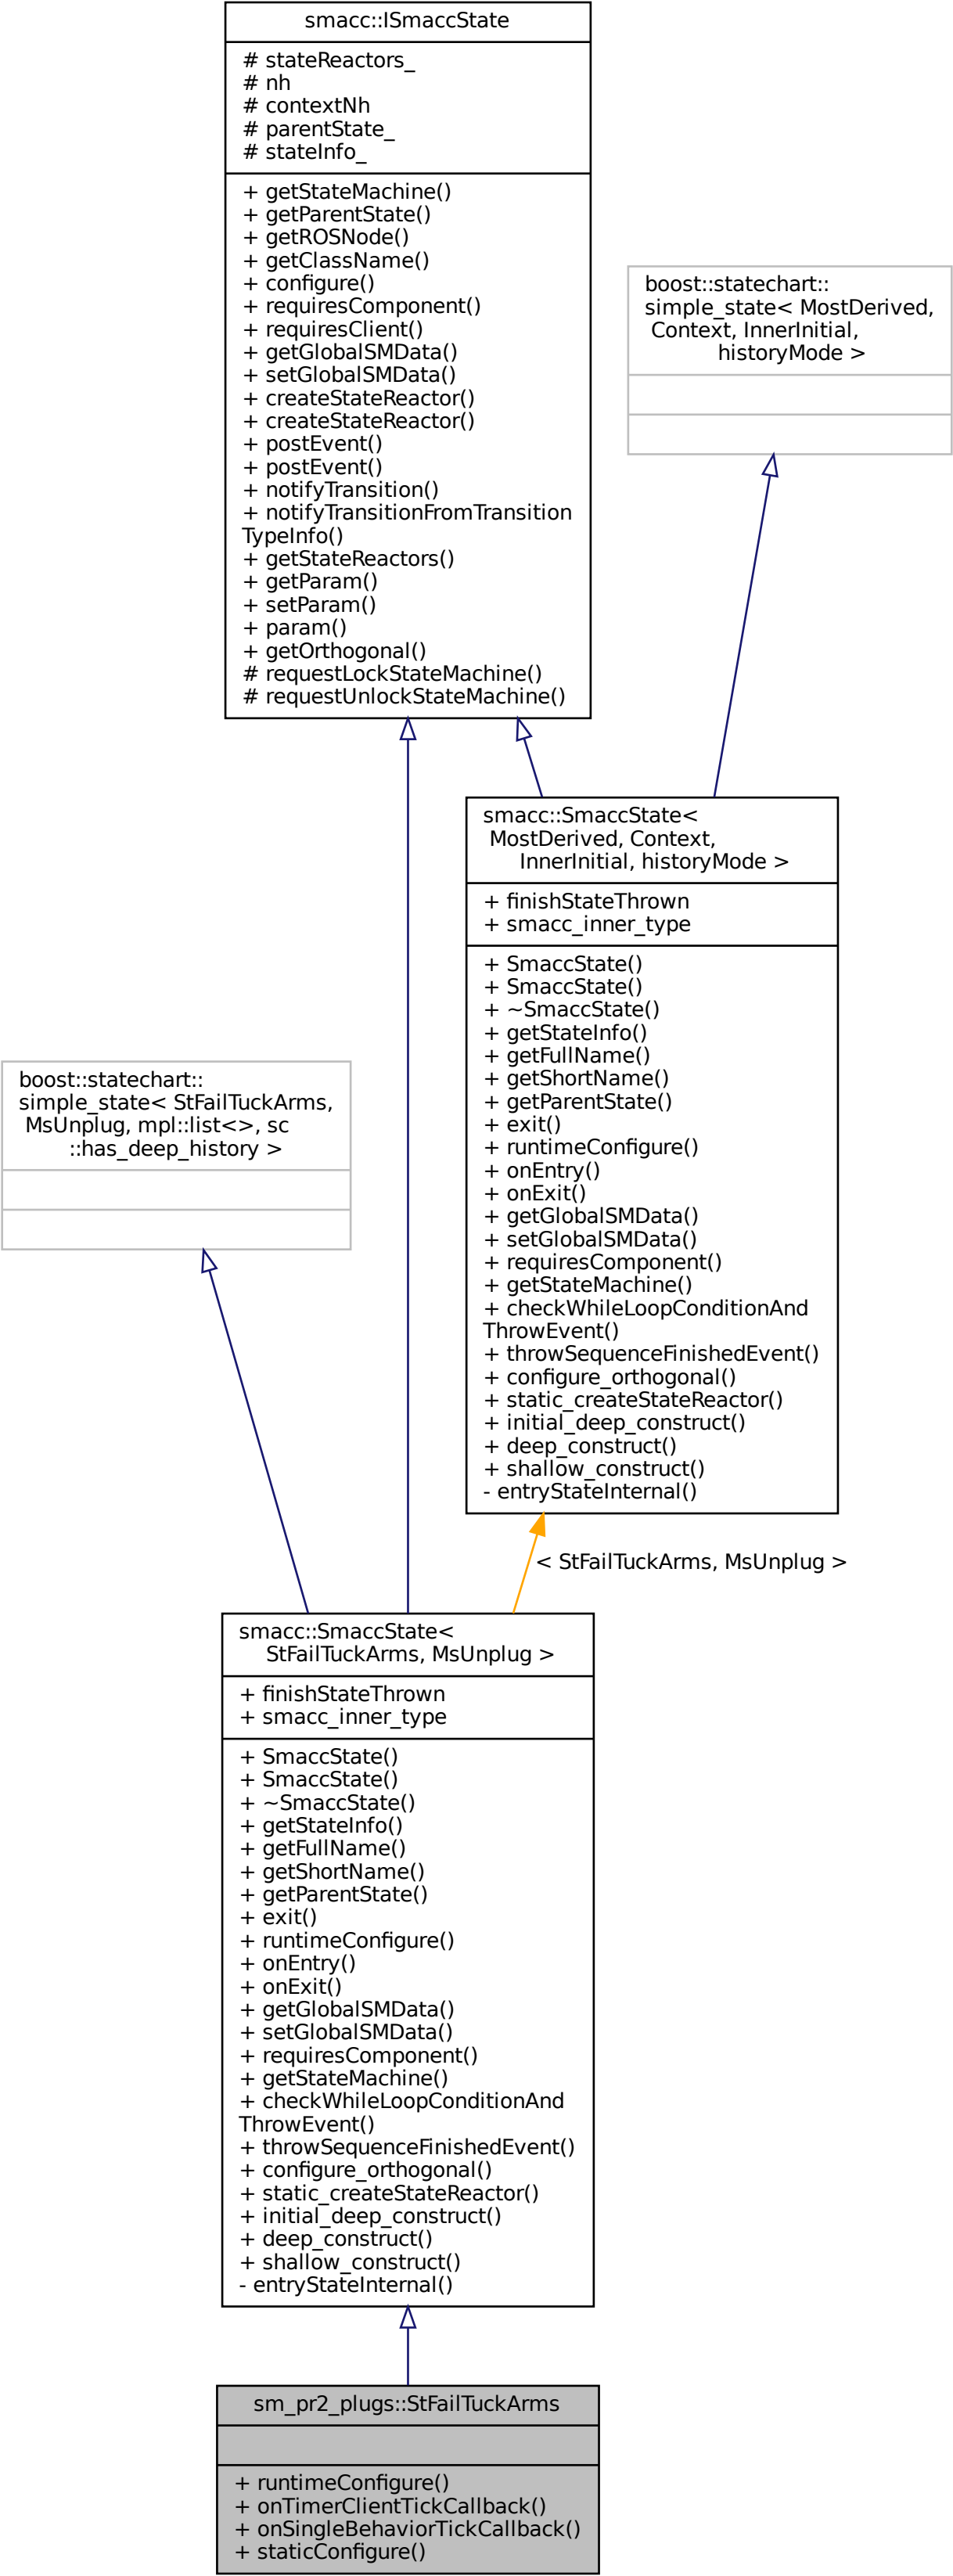 smacc::ISmaccState
# stateReactors_
# nh
# contextNh
# parentState_
# stateInfo_
+ getStateMachine()
+ getParentState()
+ getROSNode()
+ getClassName()
+ configure()
+ requiresComponent()
+ requiresClient()
+ getGlobalSMData()
+ setGlobalSMData()
+ createStateReactor()
+ createStateReactor()
+ postEvent()
+ postEvent()
+ notifyTransition()
+ notifyTransitionFromTransition
TypeInfo()
+ getStateReactors()
+ getParam()
+ setParam()
+ param()
+ getOrthogonal()
# requestLockStateMachine()
# requestUnlockStateMachine()
boost::statechart::
simple_state< MostDerived,
Context, InnerInitial,
historyMode >
smacc::SmaccState<
MostDerived, Context,
InnerInitial, historyMode >
+ finishStateThrown
+ smacc_inner_type
+ SmaccState()
+ SmaccState()
+ ~SmaccState()
+ getStateInfo()
+ getFullName()
+ getShortName()
+ getParentState()
+ exit()
+ runtimeConfigure()
+ onEntry()
+ onExit()
+ getGlobalSMData()
+ setGlobalSMData()
+ requiresComponent()
+ getStateMachine()
+ checkWhileLoopConditionAnd
ThrowEvent()
+ throwSequenceFinishedEvent()
+ configure_orthogonal()
+ static_createStateReactor()
+ initial_deep_construct()
+ deep_construct()
+ shallow_construct()
- entryStateInternal()
boost::statechart::
simple_state< StFailTuckArms,
MsUnplug, mpl::list<>, sc
::has_deep_history >
< StFailTuckArms, MsUnplug >
smacc::SmaccState<
StFailTuckArms, MsUnplug >
+ finishStateThrown
+ smacc_inner_type
+ SmaccState()
+ SmaccState()
+ ~SmaccState()
+ getStateInfo()
+ getFullName()
+ getShortName()
+ getParentState()
+ exit()
+ runtimeConfigure()
+ onEntry()
+ onExit()
+ getGlobalSMData()
+ setGlobalSMData()
+ requiresComponent()
+ getStateMachine()
+ checkWhileLoopConditionAnd
ThrowEvent()
+ throwSequenceFinishedEvent()
+ configure_orthogonal()
+ static_createStateReactor()
+ initial_deep_construct()
+ deep_construct()
+ shallow_construct()
- entryStateInternal()
sm_pr2_plugs::StFailTuckArms
+ runtimeConfigure()
+ onTimerClientTickCallback()
+ onSingleBehaviorTickCallback()
+ staticConfigure()